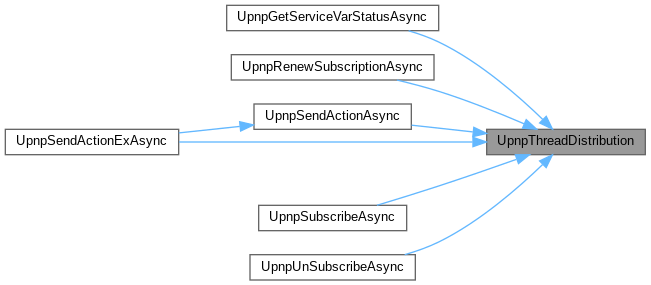 UpnpGetServiceVarStatusAsync
UpnpRenewSubscriptionAsync
UpnpSendActionAsync
UpnpSendActionExAsync
UpnpThreadDistribution
UpnpSubscribeAsync
UpnpUnSubscribeAsync